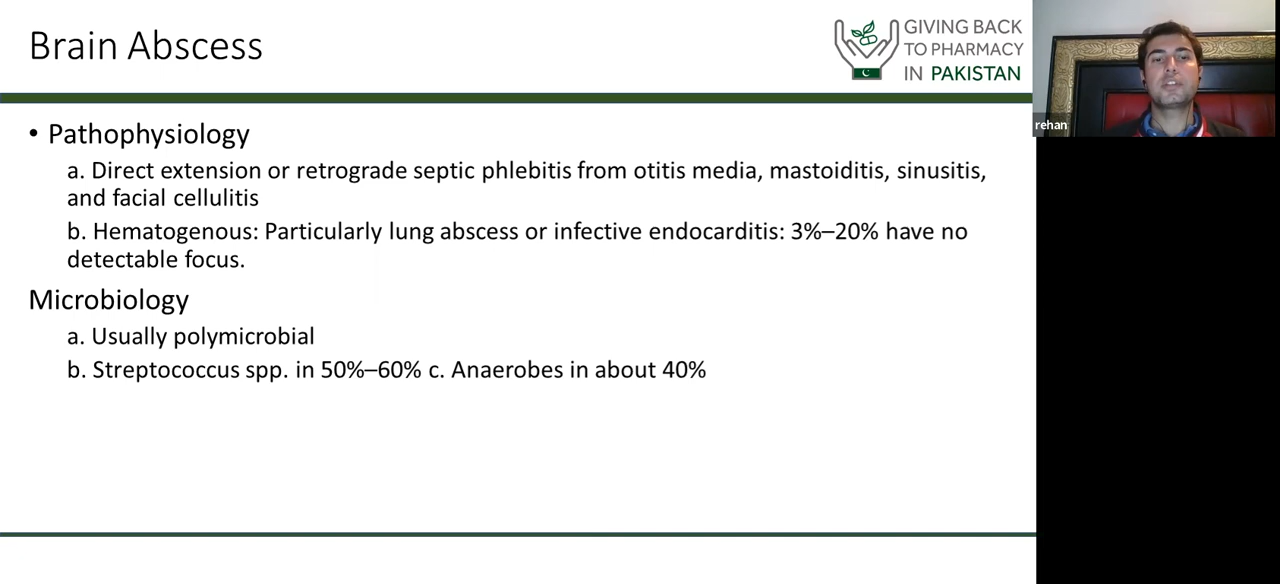 Brain Abscess
GIVING BACK
TO PHARMACY
IN PAKISTAN
rehan
• Pathophysiology
a. Direct extension or retrograde septic phlebitis from otitis media, mastoiditis, sinusitis,
and facial cellulitis
b. Hematogenous: Particularly lung abscess or infective endocarditis: 3%–20% have no
detectable focus.
Microbiology
a. Usually polymicrobial
b. Streptococcus spp. in 50%–60% c. Anaerobes in about 40%